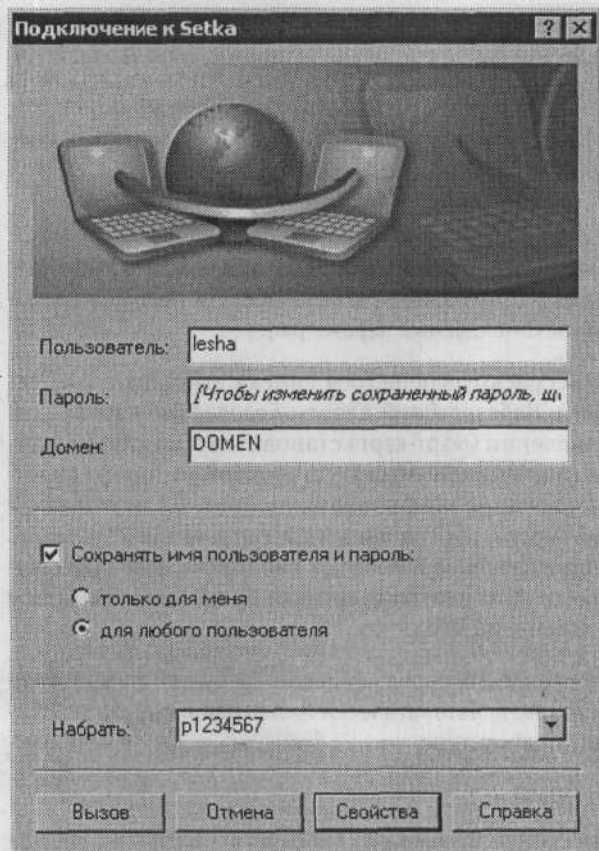 Подключение к Setka
Пользователь: lesha
Пароль: [Чтобы изменить сохраненный пароль, щ
Домен: DOMEN
Сохранять имя пользователя и пароль:
только для меня
для любого пользователя
Набрать: p1234567
Вызов Отмена Свойства Справка